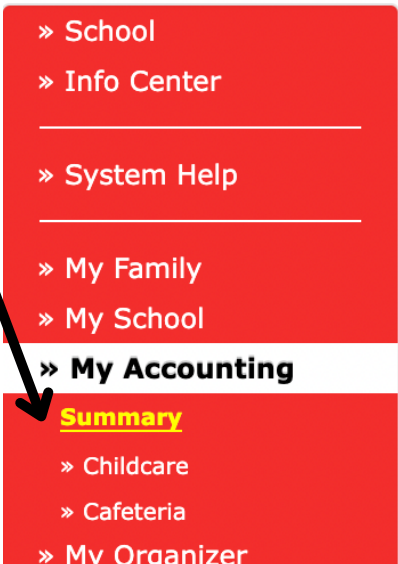 » School
» Info Center
» System Help
» My Family
» My School
» My Accounting
Summary
» Childcare
» Cafeteria
» My Organizer